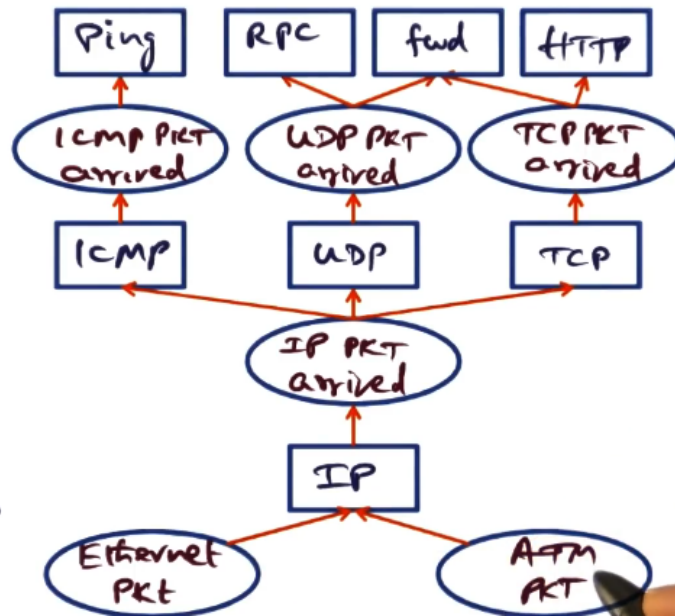 Ping
RPC
fwd
HTTP
ICMP PKT
arrived
UDP PKT
arrived
TCP PKT
arrived
ICMP
UDP
TCP
IP PKT
arrived
IP
Ethernet
PKt
ATM
PKT